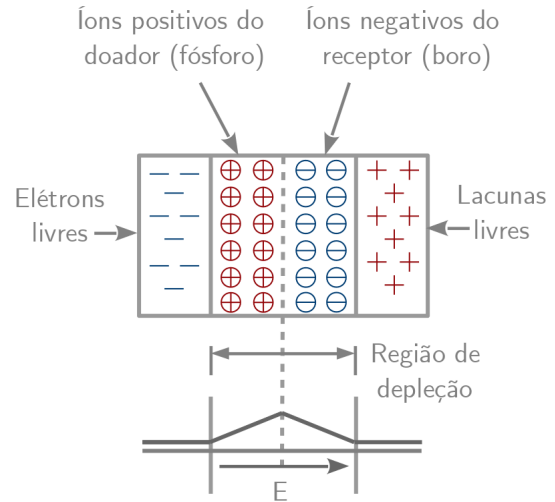 Íons positivos do
doador (fósforo)
Íons negativos do
receptor (boro)
Elétrons
livres
Lacunas
livres
Região de
depleção
E